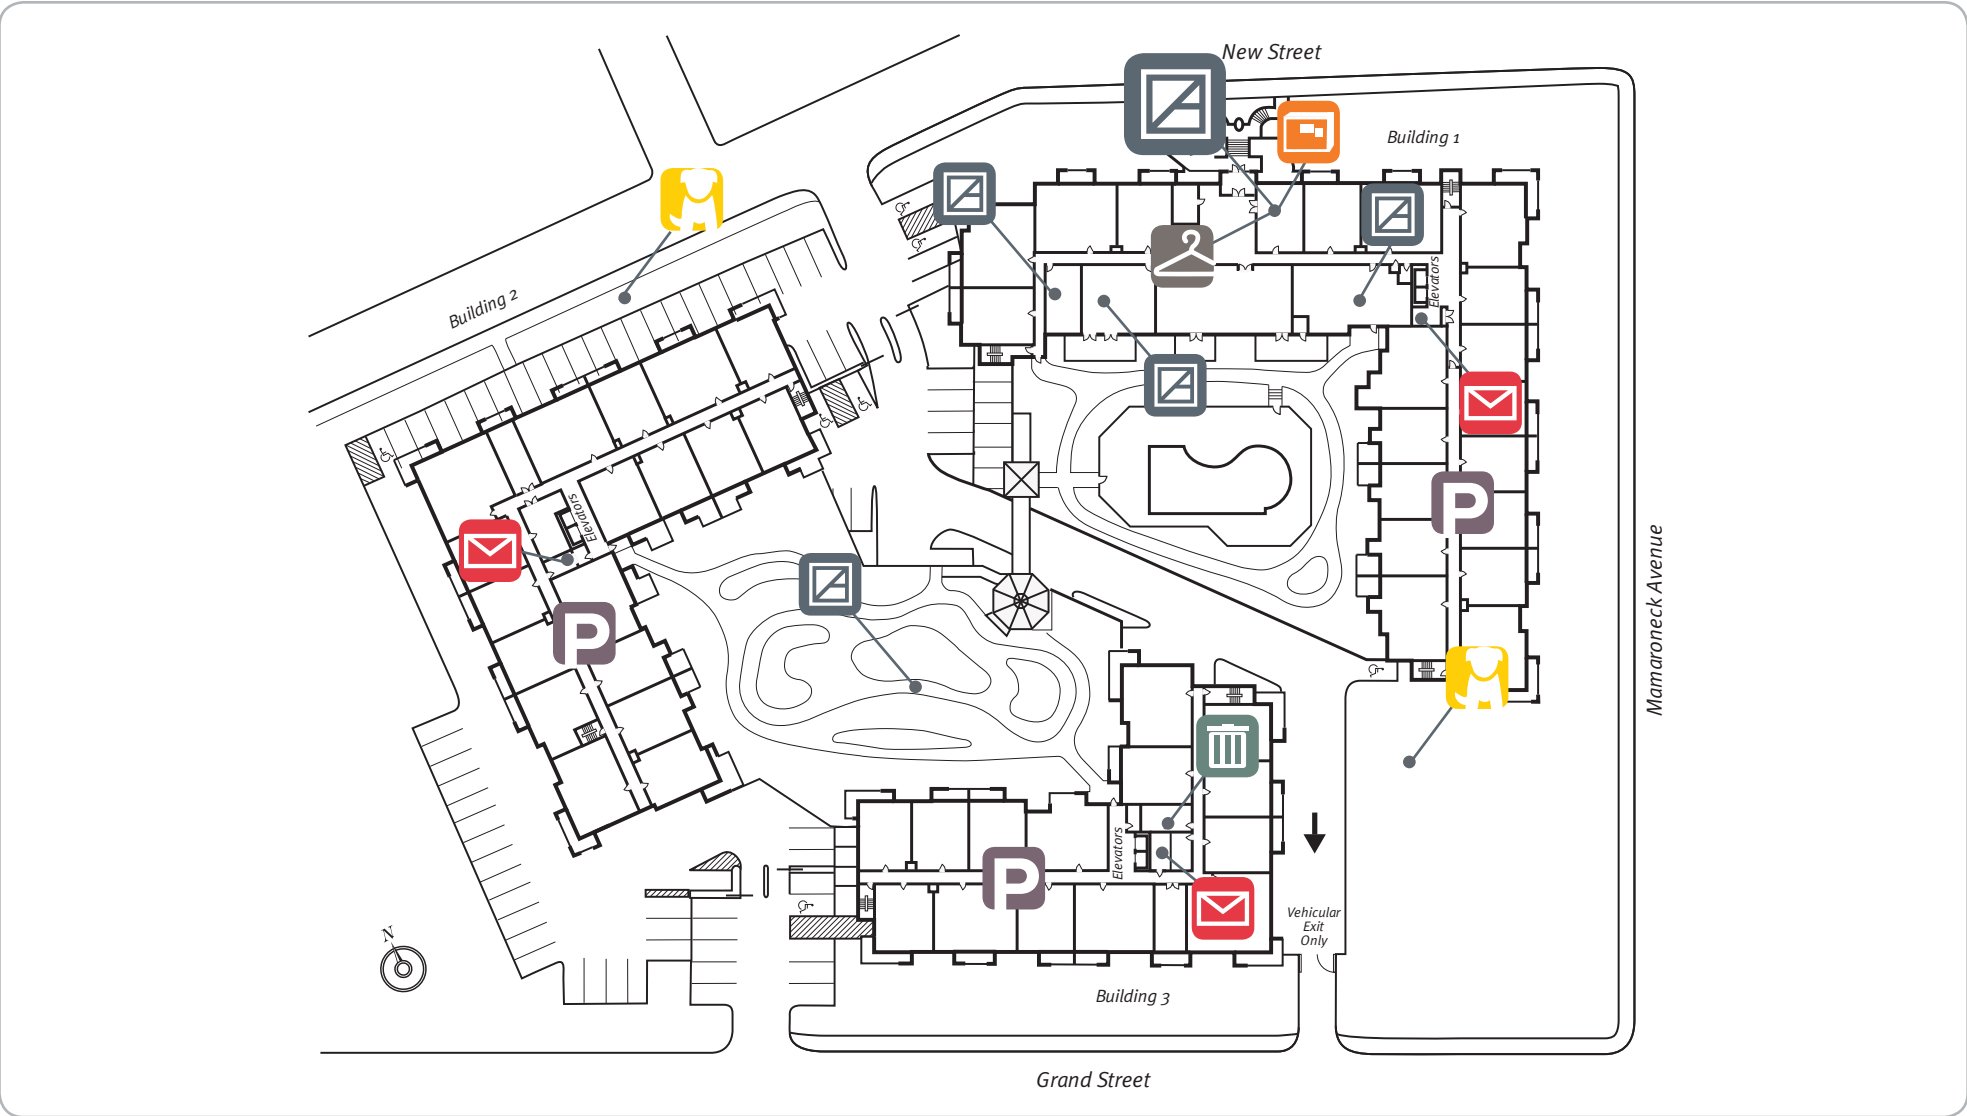 New Street
Building 1
Building 2
Elevators
Elevators
P
P
Mamaroneck Avenue
Elevators
P
Vehicular
Exit
Only
N
Building 3
Grand Street